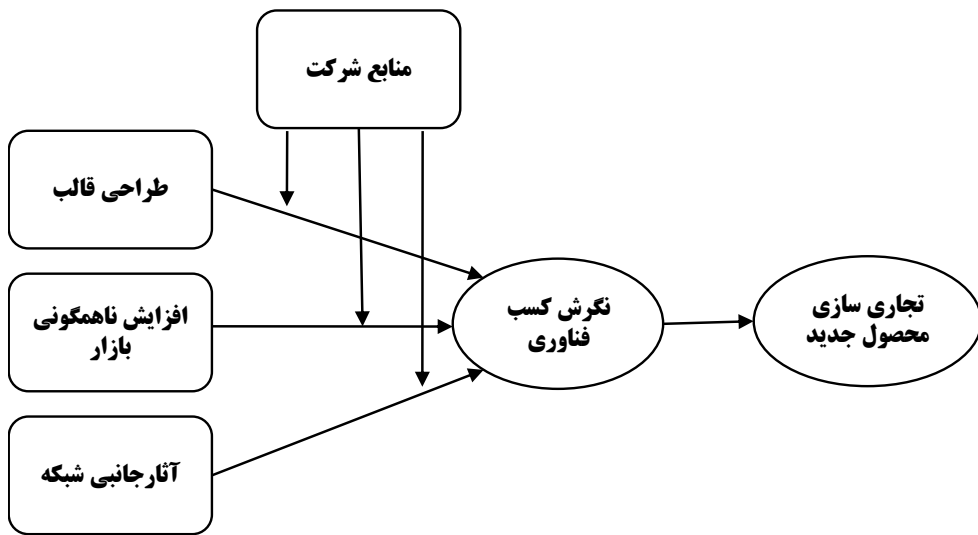 منابع شرکت
طراحی قالب
افزایش ناهمگونی
بازار
آثارجانبی شبکه
نگرش کسب
فناوری
تجاری سازی
محصول جدید